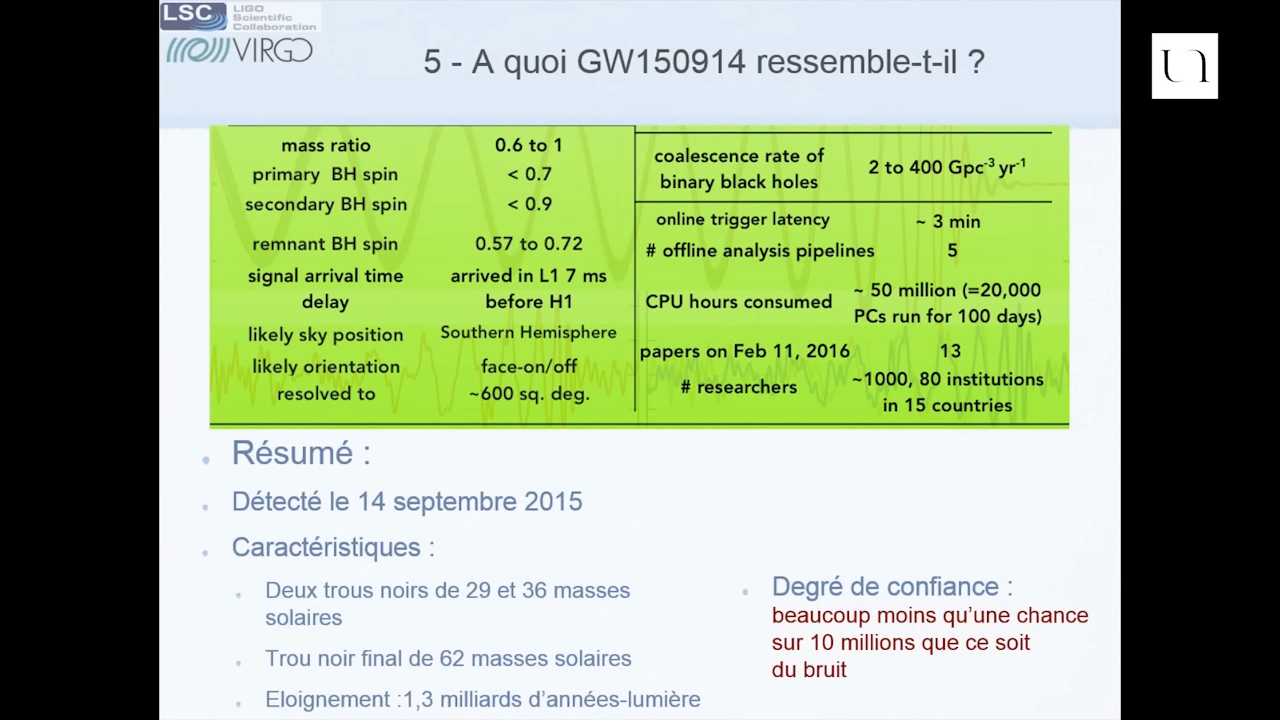 LSC
LIGO
Scientific
Collaboration
VIRGO
5 - A quoi GW150914 ressemble-t-il ?
mass ratio 0.6 to 1
primary BH spin < 0.7
secondary BH spin < 0.9
remnant BH spin 0.57 to 0.72
signal arrival time arrived in L1 7 ms
delay before H1
likely sky position Southern Hemisphere
likely orientation face-on/off
resolved to ~600 sq. deg.
coalescence rate of
binary black holes 2 to 400 Gpc⁻³ yr⁻¹
online trigger latency ~ 3 min
# offline analysis pipelines 5
CPU hours consumed ~ 50 million (=20,000
PCs run for 100 days)
papers on Feb 11, 2016 13
# researchers ~1000, 80 institutions
in 15 countries
Résumé :
Détecté le 14 septembre 2015
Caractéristiques :
Deux trous noirs de 29 et 36 masses
solaires
Trou noir final de 62 masses solaires
Eloignement :1,3 milliards d’années-lumière
Degré de confiance :
beaucoup moins qu’une chance
sur 10 millions que ce soit
du bruit